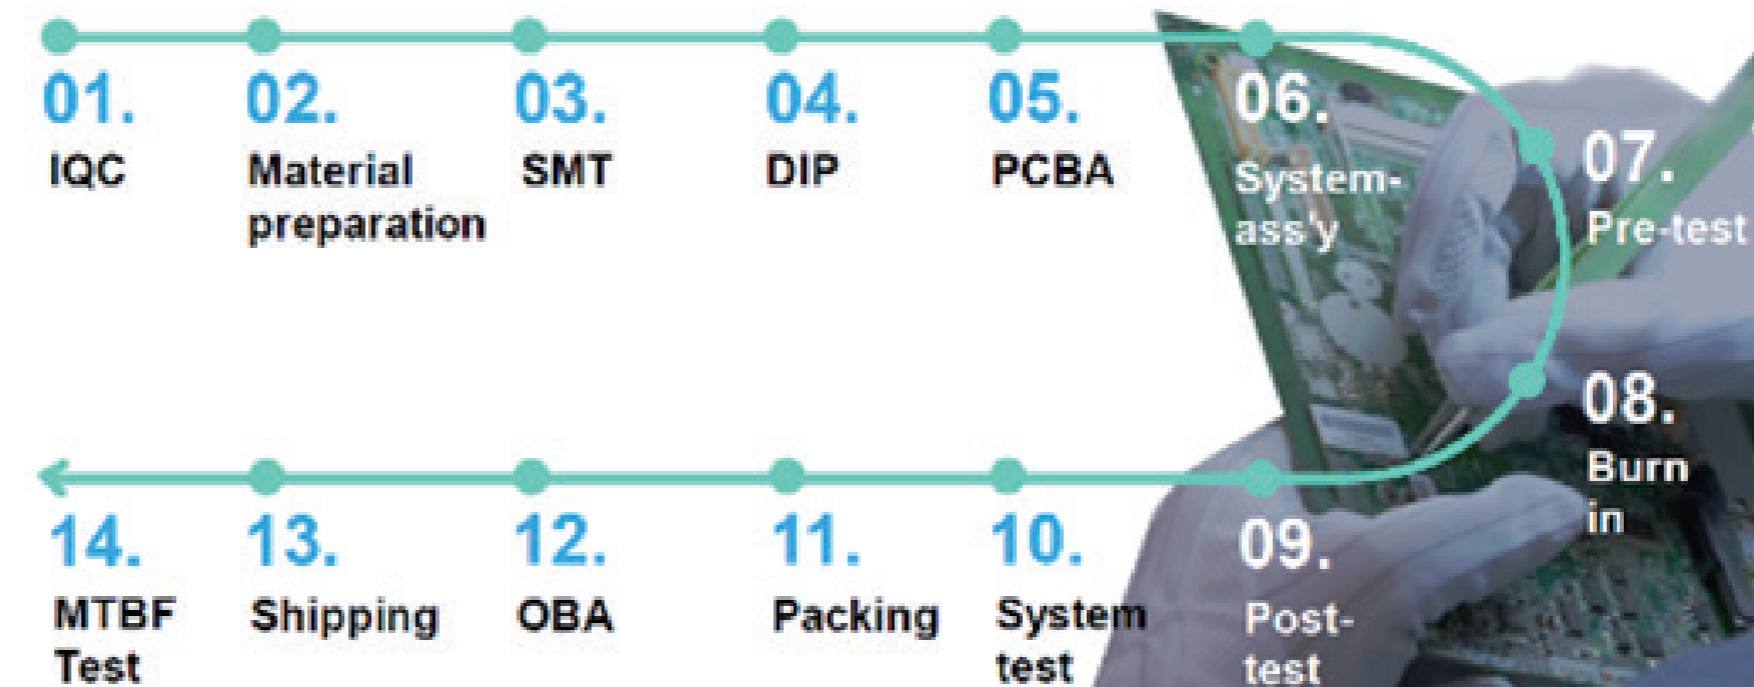 01.
IQC
02.
Material
preparation
03.
SMT
04.
DIP
05.
PCBA
06.
System-
ass'y
07.
Pre-test
08.
Burn
in
09.
Post-
test
10.
System
test
11.
Packing
12.
OBA
13.
Shipping
14.
MTBF
Test